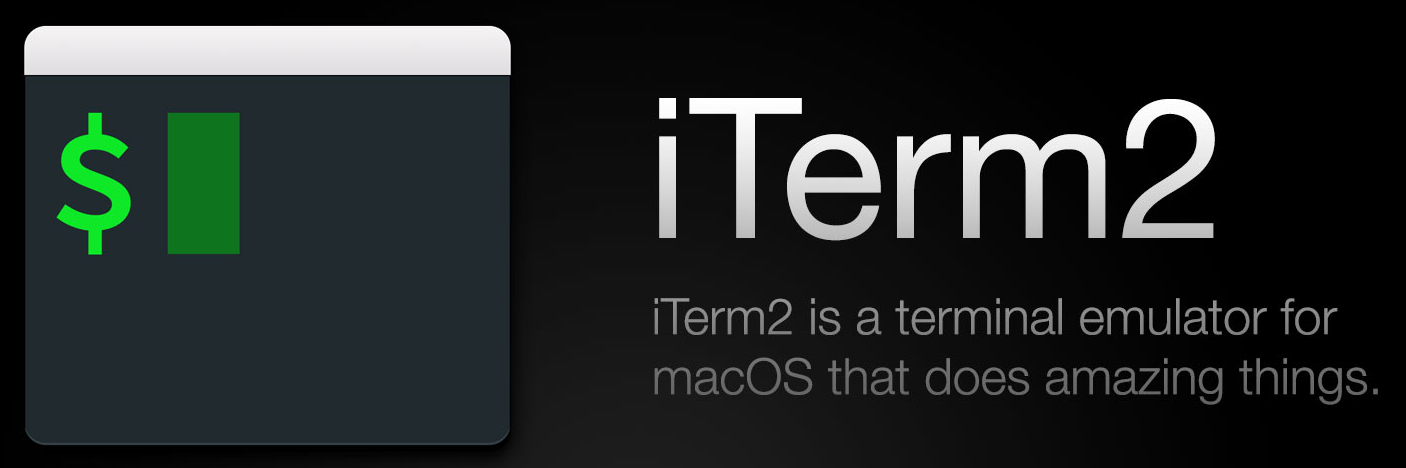 $
iTerm2
iTerm2 is a terminal emulator for
macOS that does amazing things.